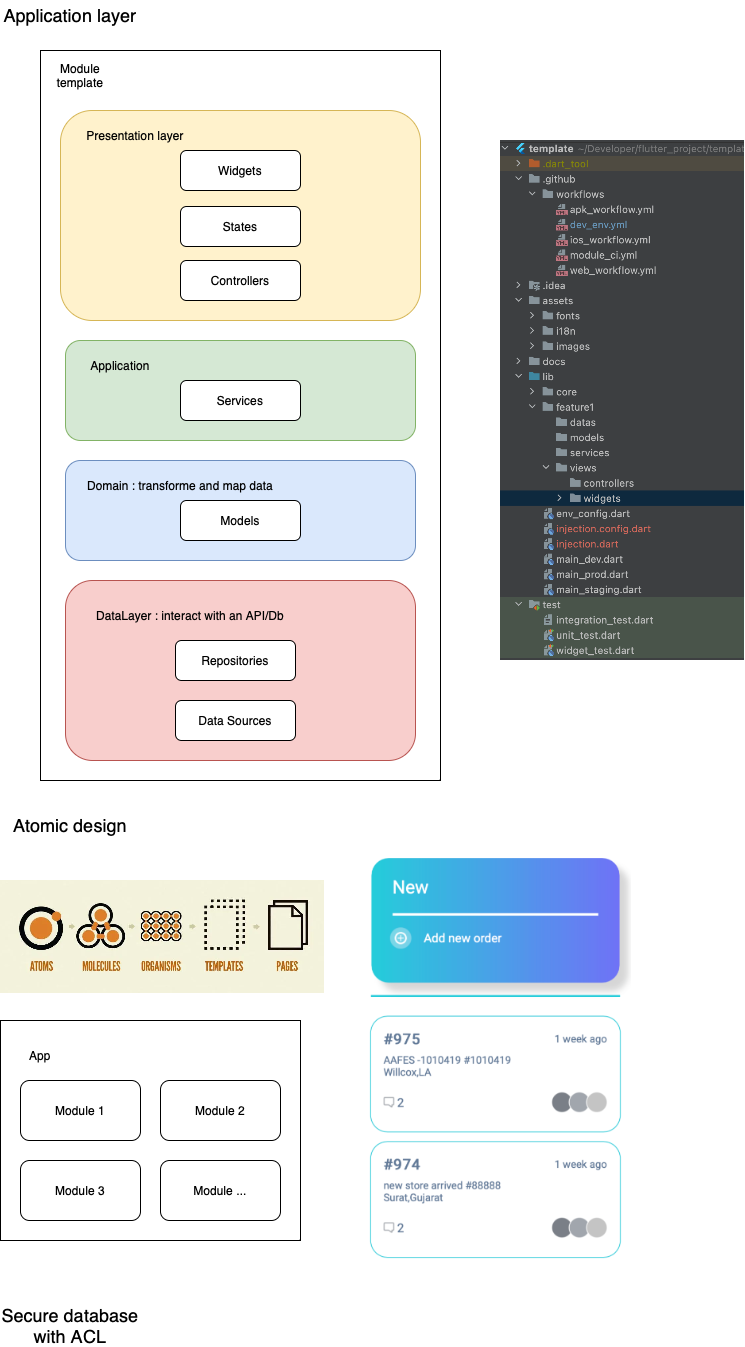 Application layer
Module
template
Presentation layer
Widgets
States
Controllers
Application
Services
Domain : transforme and map data
Models
DataLayer : interact with an API/Db
Repositories
Data Sources
template ~/Developer/flutter_project/templat
.dart_tool
.github
workflows
apk_workflow.yml
dev_env.yml
ios_workflow.yml
module_ci.yml
web_workflow.yml
.idea
assets
fonts
i18n
images
docs
lib
core
feature1
datas
models
services
views
controllers
widgets
env_config.dart
injection.config.dart
injection.dart
main_dev.dart
main_prod.dart
main_staging.dart
test
integration_test.dart
unit_test.dart
widget_test.dart
Atomic design
ATOMS MOLECULES ORGANISMS TEMPLATES PAGES
New
Add new order
#975 1 week ago
AAFES -1010419 #1010419
Willcox,LA
2
#974 1 week ago
new store arrived #88888
Surat,Gujarat
2
App
Module 1 Module 2
Module 3 Module ...
Secure database
with ACL